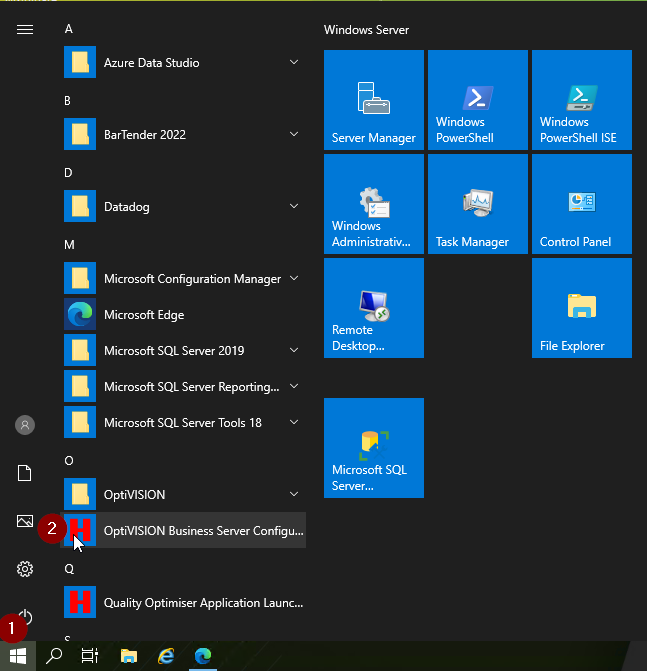 A
Windows Server
Azure Data Studio
B
BarTender 2022
Server Manager
Windows
PowerShell
Windows
PowerShell ISE
D
Datadog
Windows
Administrativ...
Task Manager
Control Panel
M
Microsoft Configuration Manager
Microsoft Edge
Microsoft SQL Server 2019
Microsoft SQL Server Reporting...
Microsoft SQL Server Tools 18
Remote
Desktop...
File Explorer
O
OptiVISION
Microsoft SQL
Server...
2
H
OptiVISION Business Server Configu...
Q
H
Quality Optimiser Application Launc...
1